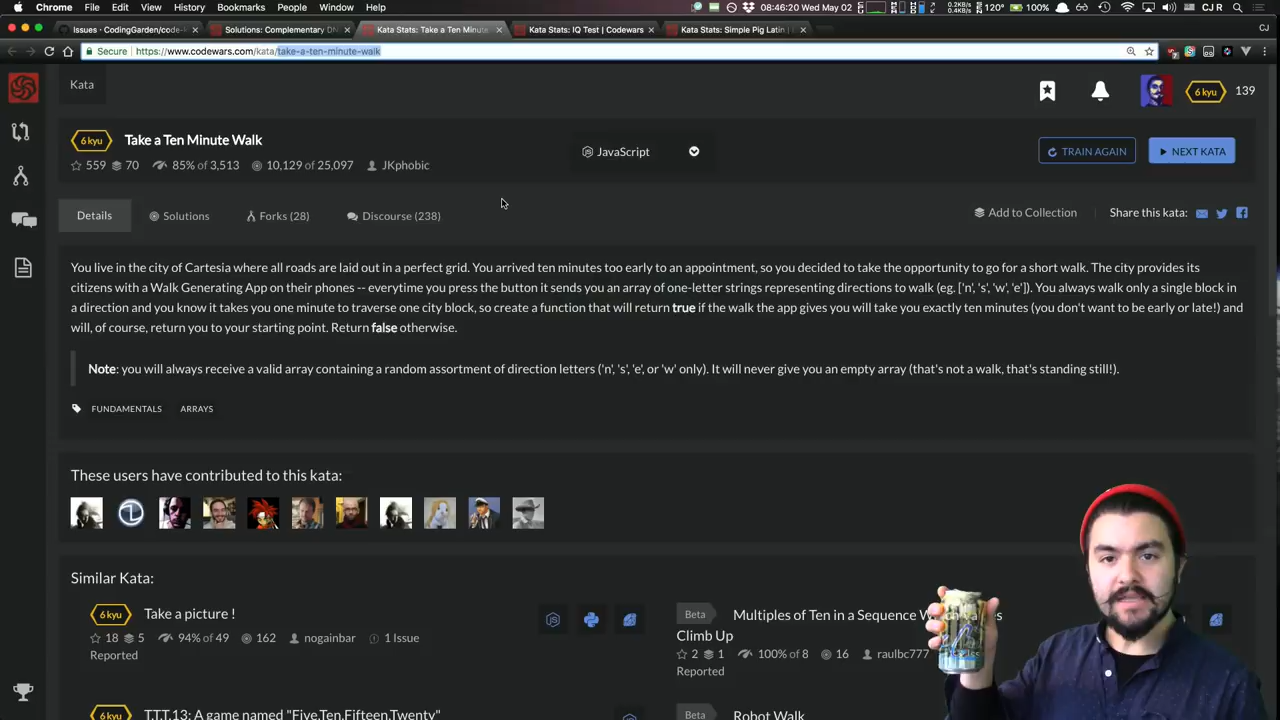 Chrome File Edit View History Bookmarks People Window Help
08:46:20 Wed May 02
0.2KB/s
0.4KB/s
120° 100% CJ R
Issues · CodingGarden/code-
Solutions: Complementary DN
Kata Stats: Take a Ten Minute
Kata Stats: IQ Test | Codewars
Kata Stats: Simple Pig Latin |
CJ
Secure https://www.codewars.com/kata/take-a-ten-minute-walk
Kata
6 kyu 139
6 kyu Take a Ten Minute Walk
JavaScript
TRAIN AGAIN NEXT KATA
559 70 85% of 3,513 10,129 of 25,097 JKphobic
Details Solutions Forks (28) Discourse (238)
Add to Collection Share this kata:
You live in the city of Cartesia where all roads are laid out in a perfect grid. You arrived ten minutes too early to an appointment, so you decided to take the opportunity to go for a short walk. The city provides its
citizens with a Walk Generating App on their phones -- everytime you press the button it sends you an array of one-letter strings representing directions to walk (eg. ['n', 's', 'w', 'e']). You always walk only a single block in
a direction and you know it takes you one minute to traverse one city block, so create a function that will return true if the walk the app gives you will take you exactly ten minutes (you don't want to be early or late!) and
will, of course, return you to your starting point. Return false otherwise.
Note: you will always receive a valid array containing a random assortment of direction letters ('n', 's', 'e', or 'w' only). It will never give you an empty array (that's not a walk, that's standing still!).
FUNDAMENTALS ARRAYS
These users have contributed to this kata:
Similar Kata:
6 kyu Take a picture !
18 5 94% of 49 162 nogainbar 1 Issue
Reported
Beta Multiples of Ten in a Sequence
Climb Up
2 1 100% of 8 16 raulbc777
Reported
6 kyu T.T.T.13: A game named "Five,Ten,Fifteen,Twenty"
Beta Robot Walk